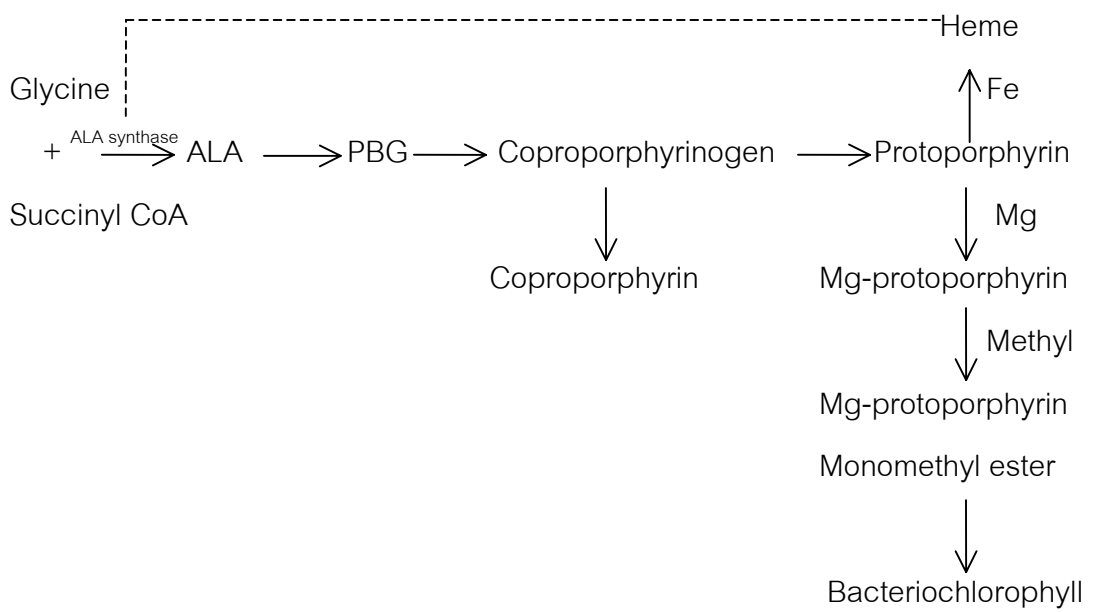 Heme
Glycine
Fe
ALA synthase
+ ALA PBG Coproporphyrinogen Protoporphyrin
Succinyl CoA
Mg
Coproporphyrin
Mg-protoporphyrin
Methyl
Mg-protoporphyrin
Monomethyl ester
Bacteriochlorophyll